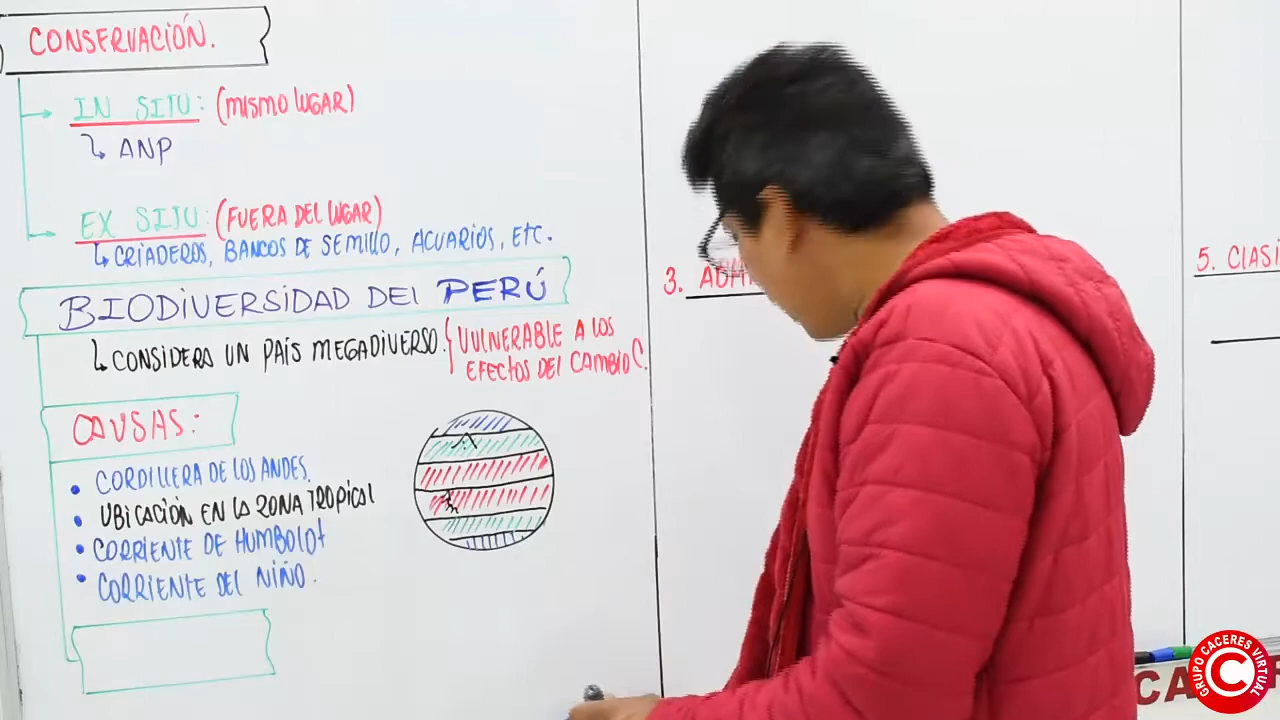 CONSERVACIÓN.
IN SITU: (MISMO LUGAR)
ANP
EX SITU: (FUERA DEL LUGAR)
CRIADEROS, BANCOS DE SEMILLO, ACUARIOS, Etc.
BIODIVERSIDAD DEL PERÚ
CONSIDERA UN PAÍS MEGADIVERSO.
VULNERABLE A LOS
EFECTOS DEL CAMBIO C.
CAUSAS:
• CORDILLERA DE LOS ANDES.
• UBICACIÓN EN LA ZONA TROPICAL
• CORRIENTE DE HUMBOLDT
• CORRIENTE DEL NIÑO.
3.
5. CLASI
GRUPO CACERES VIRTUAL
C
CA